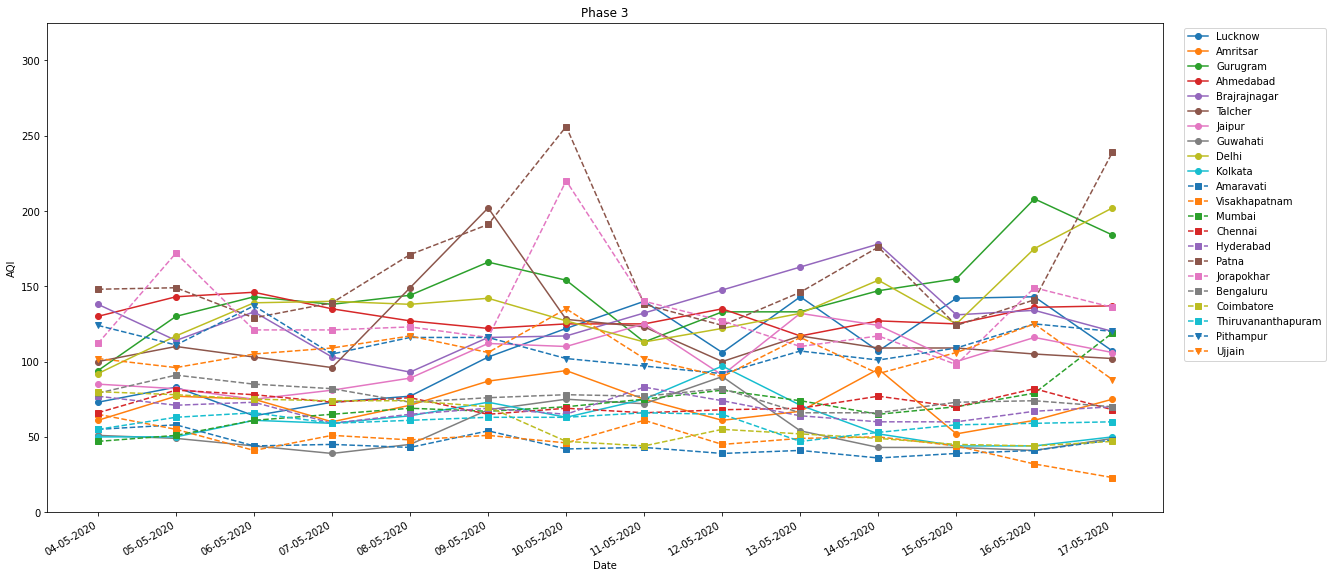 Phase 3
AQI
300
250
200
150
100
50
0
04-05-2020
05-05-2020
06-05-2020
07-05-2020
08-05-2020
09-05-2020
10-05-2020
11-05-2020
12-05-2020
13-05-2020
14-05-2020
15-05-2020
16-05-2020
17-05-2020
Date
Lucknow
Amritsar
Gurugram
Ahmedabad
Brajrajnagar
Talcher
Jaipur
Guwahati
Delhi
Kolkata
Amaravati
Visakhapatnam
Mumbai
Chennai
Hyderabad
Patna
Jorapokhar
Bengaluru
Coimbatore
Thiruvananthapuram
Pithampur
Ujjain